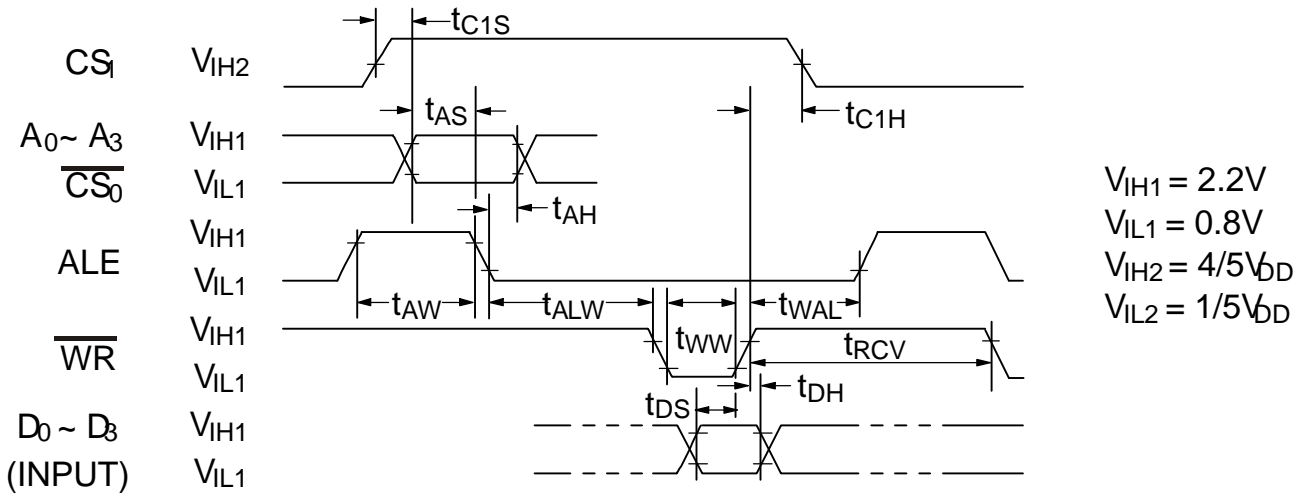 CS1 VIH2 tC1S
tAS tC1H
A0~ A3 VIH1
CS0 VIL1
tAH
VIH1 = 2.2V
VIL1 = 0.8V
VIH2 = 4/5VDD
VIL2 = 1/5VDD
ALE VIH1
VIL1
tAW tALW tWW tWAL
WR VIH1
VIL1
tRCV
tDS tDH
D0 ~ D3 VIH1
(INPUT) VIL1